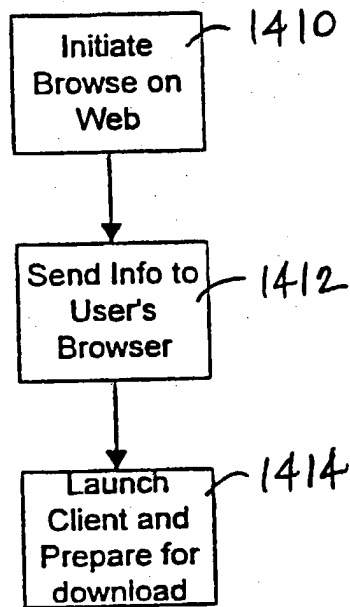 Initiate
Browse on
Web
1410
Send Info to
User's
Browser
1412
Launch
Client and
Prepare for
download
1414